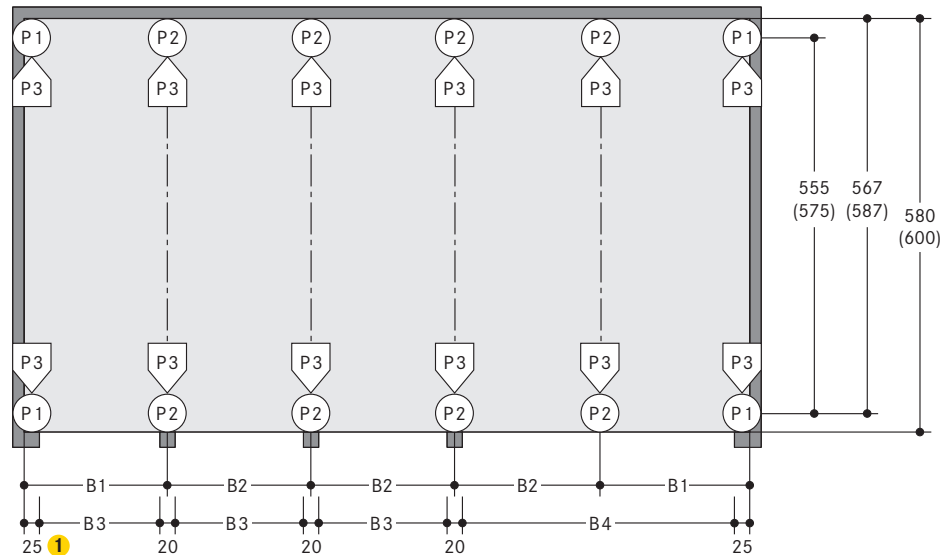 P1 P2 P2 P2 P2 P1
P3 P3 P3 P3 P3 P3
555 567 580
(575) (587) (600)
P3 P3 P3 P3 P3 P3
P1 P2 P2 P2 P2 P1
B1 B2 B2 B2 B1
B3 B3 B3 B4
25 1 20 20 20 25